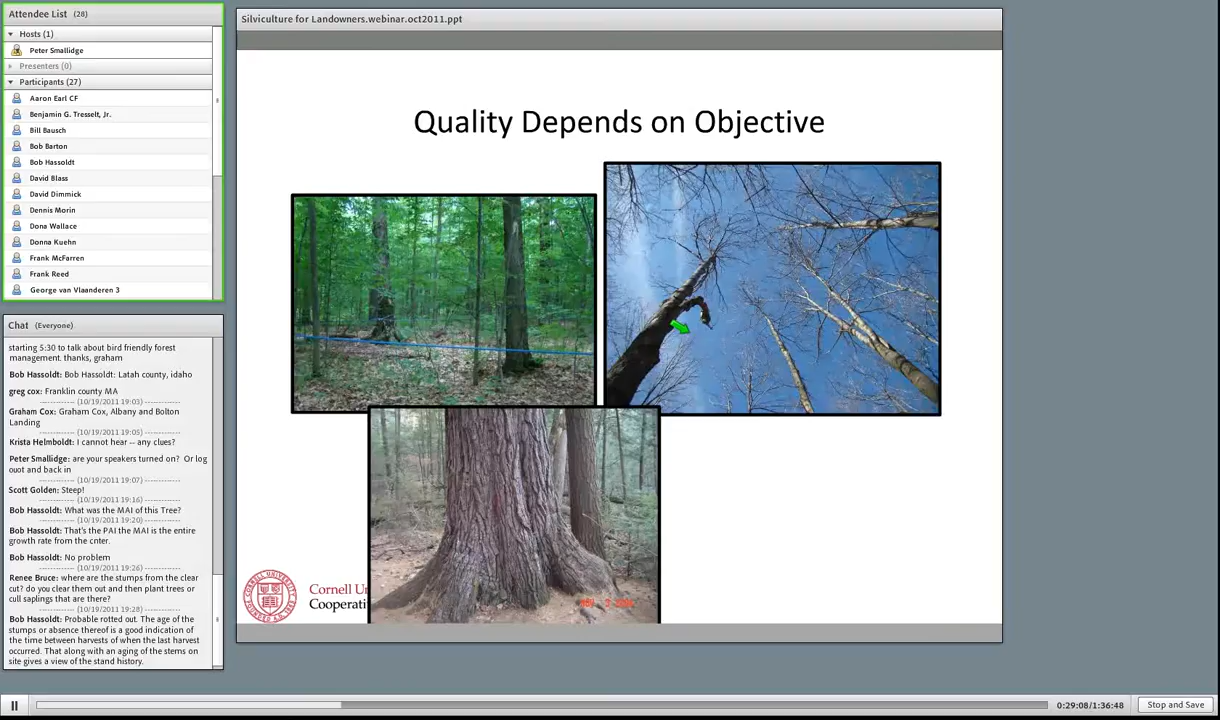 Attendee List (28)
Hosts (1)
Peter Smallidge
Presenters (0)
Participants (27)
Aaron Earl CF
Benjamin G. Tresselt, Jr.
Bill Bausch
Bob Barton
Bob Hassoldt
David Blass
David Dimmick
Dennis Morin
Dona Wallace
Donna Kuehn
Frank McFarren
Frank Reed
George van Vlaanderen 3
Chat (Everyone)
starting 5:30 to talk about bird friendly forest
management. thanks, graham
Bob Hassoldt: Bob Hassoldt: Latah county, idaho
greg cox: Franklin county MA
------------ (10/19/2011 19:03) ------------
Graham Cox: Graham Cox, Albany and Bolton
Landing
------------ (10/19/2011 19:05) ------------
Krista Helmboldt: I cannot hear -- any clues?
Peter Smallidge: are your speakers turned on? Or log
ouot and back in
------------ (10/19/2011 19:07) ------------
Scott Golden: Steep!
------------ (10/19/2011 19:16) ------------
Bob Hassoldt: What was the MAI of this Tree?
------------ (10/19/2011 19:20) ------------
Bob Hassoldt: That's the PAI the MAI is the entire
growth rate from the cnter.
Bob Hassoldt: No problem
------------ (10/19/2011 19:26) ------------
Renee Bruce: where are the stumps from the clear
cut? do you clear them out and then plant trees or
cull saplings that are there?
------------ (10/19/2011 19:28) ------------
Bob Hassoldt: Probable rotted out. The age of the
stumps or absence thereof is a good indication of
the time between harvests of when the last harvest
occurred. That along with an aging of the stems on
site gives a view of the stand history.
Silviculture for Landowners.webinar.oct2011.ppt
Quality Depends on Objective
Cornell Un
Cooperati
0:29:08/1:36:48
Stop and Save